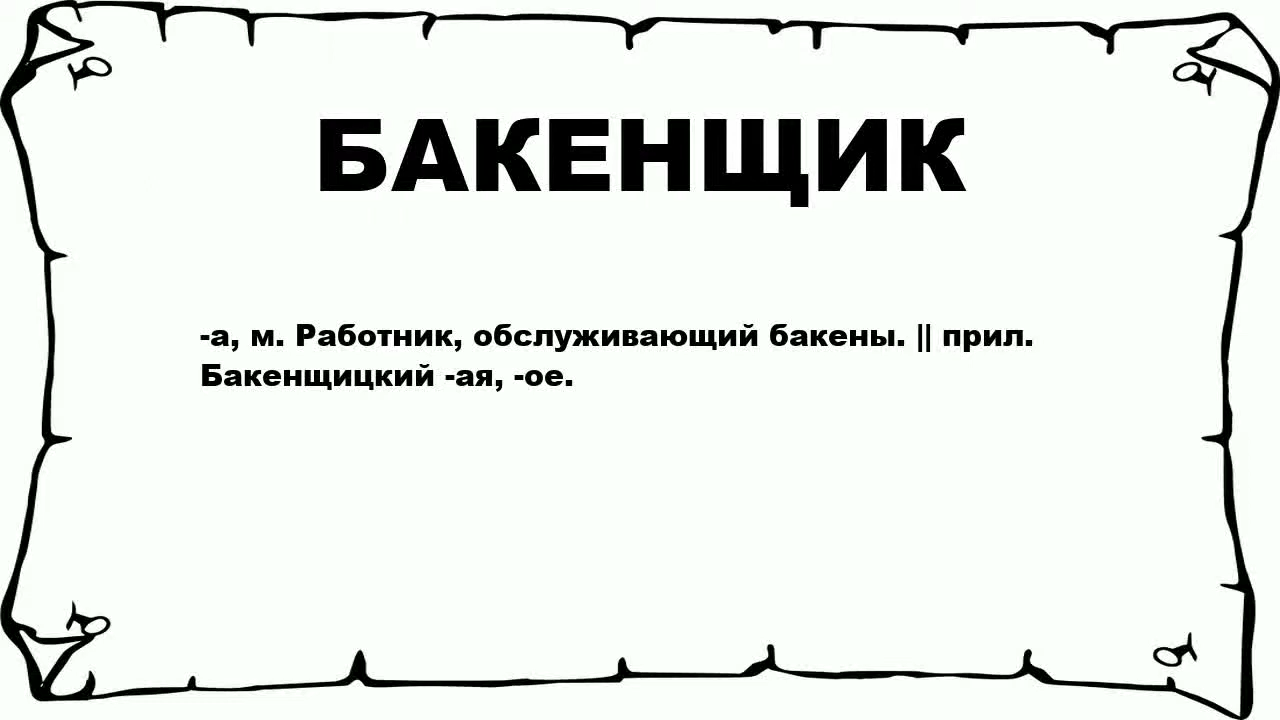 БАКЕНЩИК
-а, м. Работник, обслуживающий бакены. || прил.
Бакенщицкий -ая, -ое.